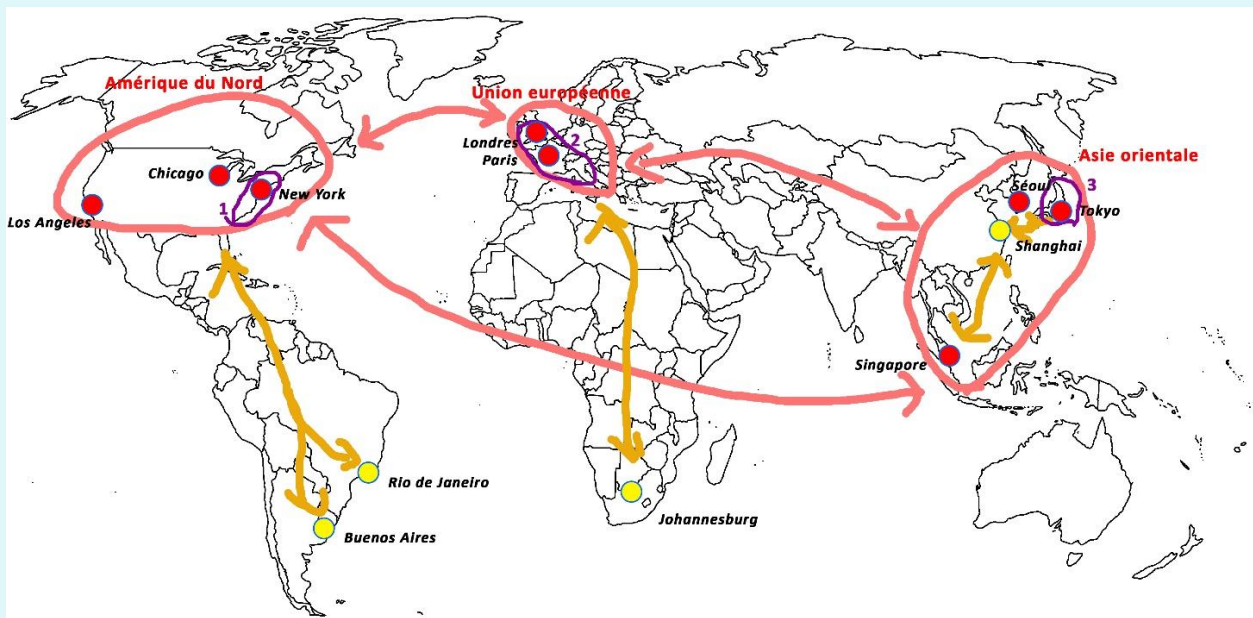 Amérique du Nord
Union européenne
Londres
2
Paris
Asie orientale
Chicago
Séoul
3
New York
1
Tokyo
Los Angeles
Shanghai
Singapore
Rio de Janeiro
Johannesburg
Buenos Aires